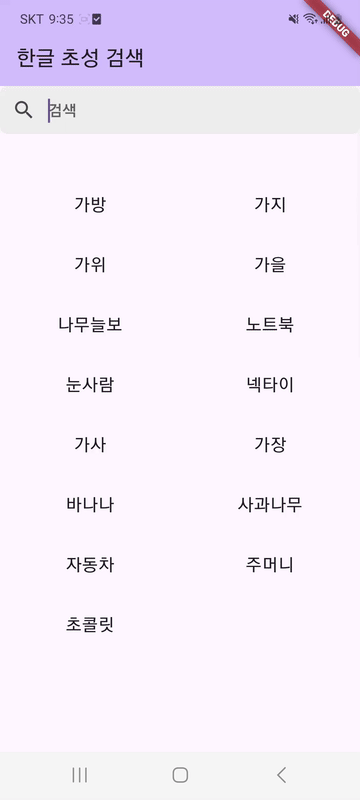 SKT 9:35
DEBUG
한글 초성 검색
검색
가방 가지
가위 가을
나무늘보 노트북
눈사람 넥타이
가사 가장
바나나 사과나무
자동차 주머니
초콜릿